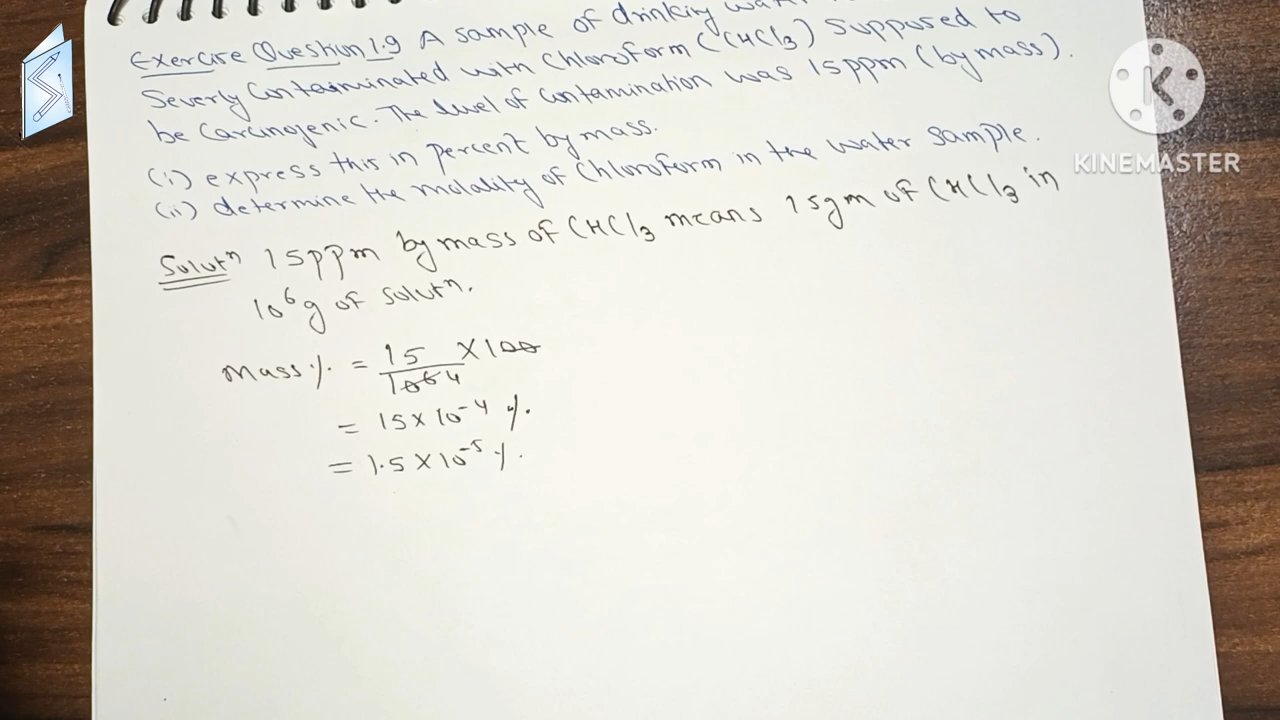 Exercise Question 1.9 A sample of drinking water
Severly Contaminated with Chloroform (CHCl3) Supposed to
be Carcinogenic. The level of contamination was 15ppm (by mass).
(i) express this in percent by mass.
(ii) determine the molality of Chloroform in the water sample.
Solutn 15ppm by mass of CHCl3 means 15gm of CHCl3 in
10^6g of solutn.
Mass% = 15/10^6 4 × 100
= 15×10^-4 %.
= 1.5×10^-5 %.
KINEMASTER